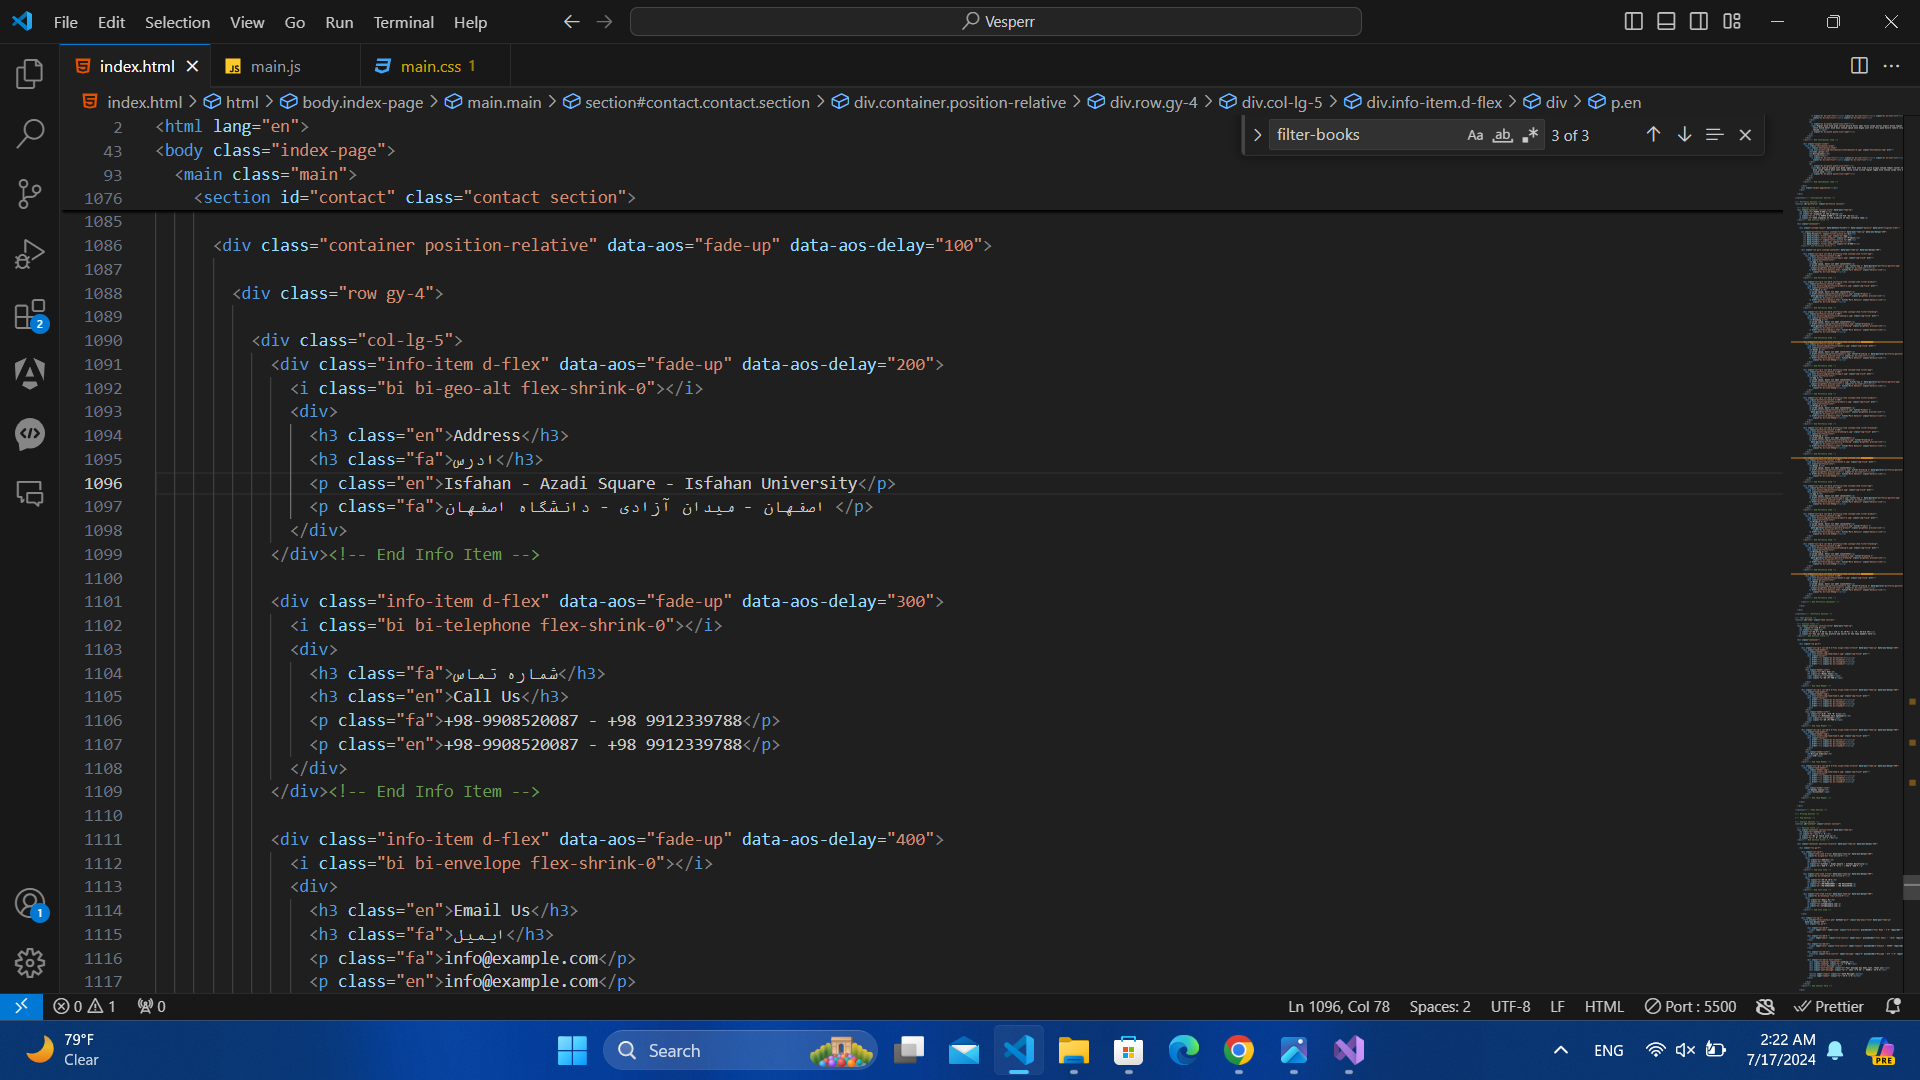 File Edit Selection View Go Run Terminal Help
Vesperr
index.html
main.js
main.css 1
index.html > html > body.index-page > main.main > section#contact.contact.section > div.container.position-relative > div.row.gy-4 > div.col-lg-5 > div.info-item.d-flex > div > p.en
filter-books Aa ab 3 of 3
2 <html lang="en">
43 <body class="index-page">
93 <main class="main">
1076 <section id="contact" class="contact section">
1085
1086 <div class="container position-relative" data-aos="fade-up" data-aos-delay="100">
1087
1088 <div class="row gy-4">
1089
1090 <div class="col-lg-5">
1091 <div class="info-item d-flex" data-aos="fade-up" data-aos-delay="200">
1092 <i class="bi bi-geo-alt flex-shrink-0"></i>
1093 <div>
1094 <h3 class="en">Address</h3>
1095 <h3 class="fa">ادرس</h3>
1096 <p class="en">Isfahan - Azadi Square - Isfahan University</p>
1097 <p class="fa">اصفهان - میدان آزادی - دانشگاه اصفهان </p>
1098 </div>
1099 </div><!-- End Info Item -->
1100
1101 <div class="info-item d-flex" data-aos="fade-up" data-aos-delay="300">
1102 <i class="bi bi-telephone flex-shrink-0"></i>
1103 <div>
1104 <h3 class="fa">شماره تماس</h3>
1105 <h3 class="en">Call Us</h3>
1106 <p class="fa">+98-9908520087 - +98 9912339788</p>
1107 <p class="en">+98-9908520087 - +98 9912339788</p>
1108 </div>
1109 </div><!-- End Info Item -->
1110
1111 <div class="info-item d-flex" data-aos="fade-up" data-aos-delay="400">
1112 <i class="bi bi-envelope flex-shrink-0"></i>
1113 <div>
1114 <h3 class="en">Email Us</h3>
1115 <h3 class="fa">ایمیل</h3>
1116 <p class="fa">info@example.com</p>
1117 <p class="en">info@example.com</p>
2
1
0 1 0
Ln 1096, Col 78 Spaces: 2 UTF-8 LF HTML Port : 5500 Prettier
79°F
Clear
Search
ENG
2:22 AM
7/17/2024
PRE